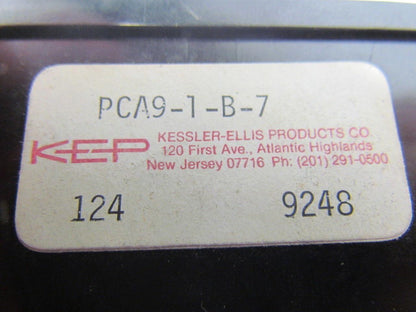 PCA9-1-B-7
KEP
KESSLER-ELLIS PRODUCTS CO.
120 First Ave., Atlantic Highlands
New Jersey 07716 Ph: (201) 291-0500
124 9248